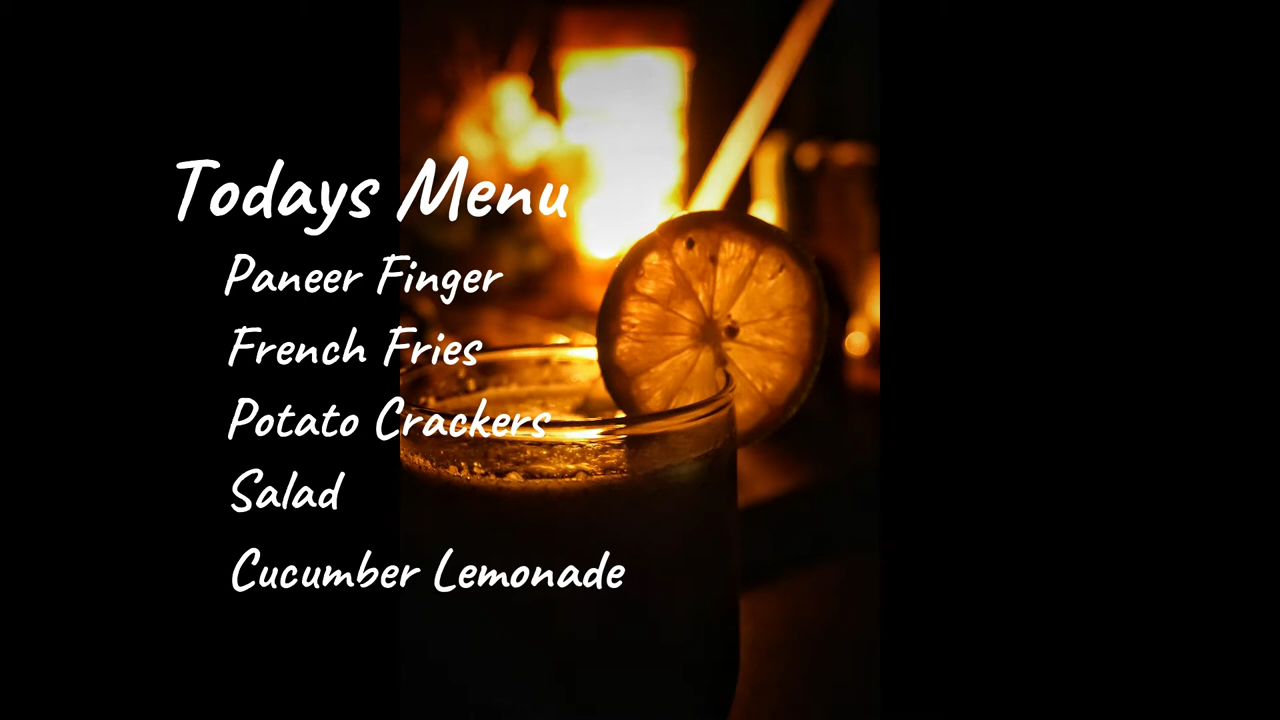 Todays Menu
Paneer Finger
French Fries
Potato Crackers
Salad
Cucumber Lemonade